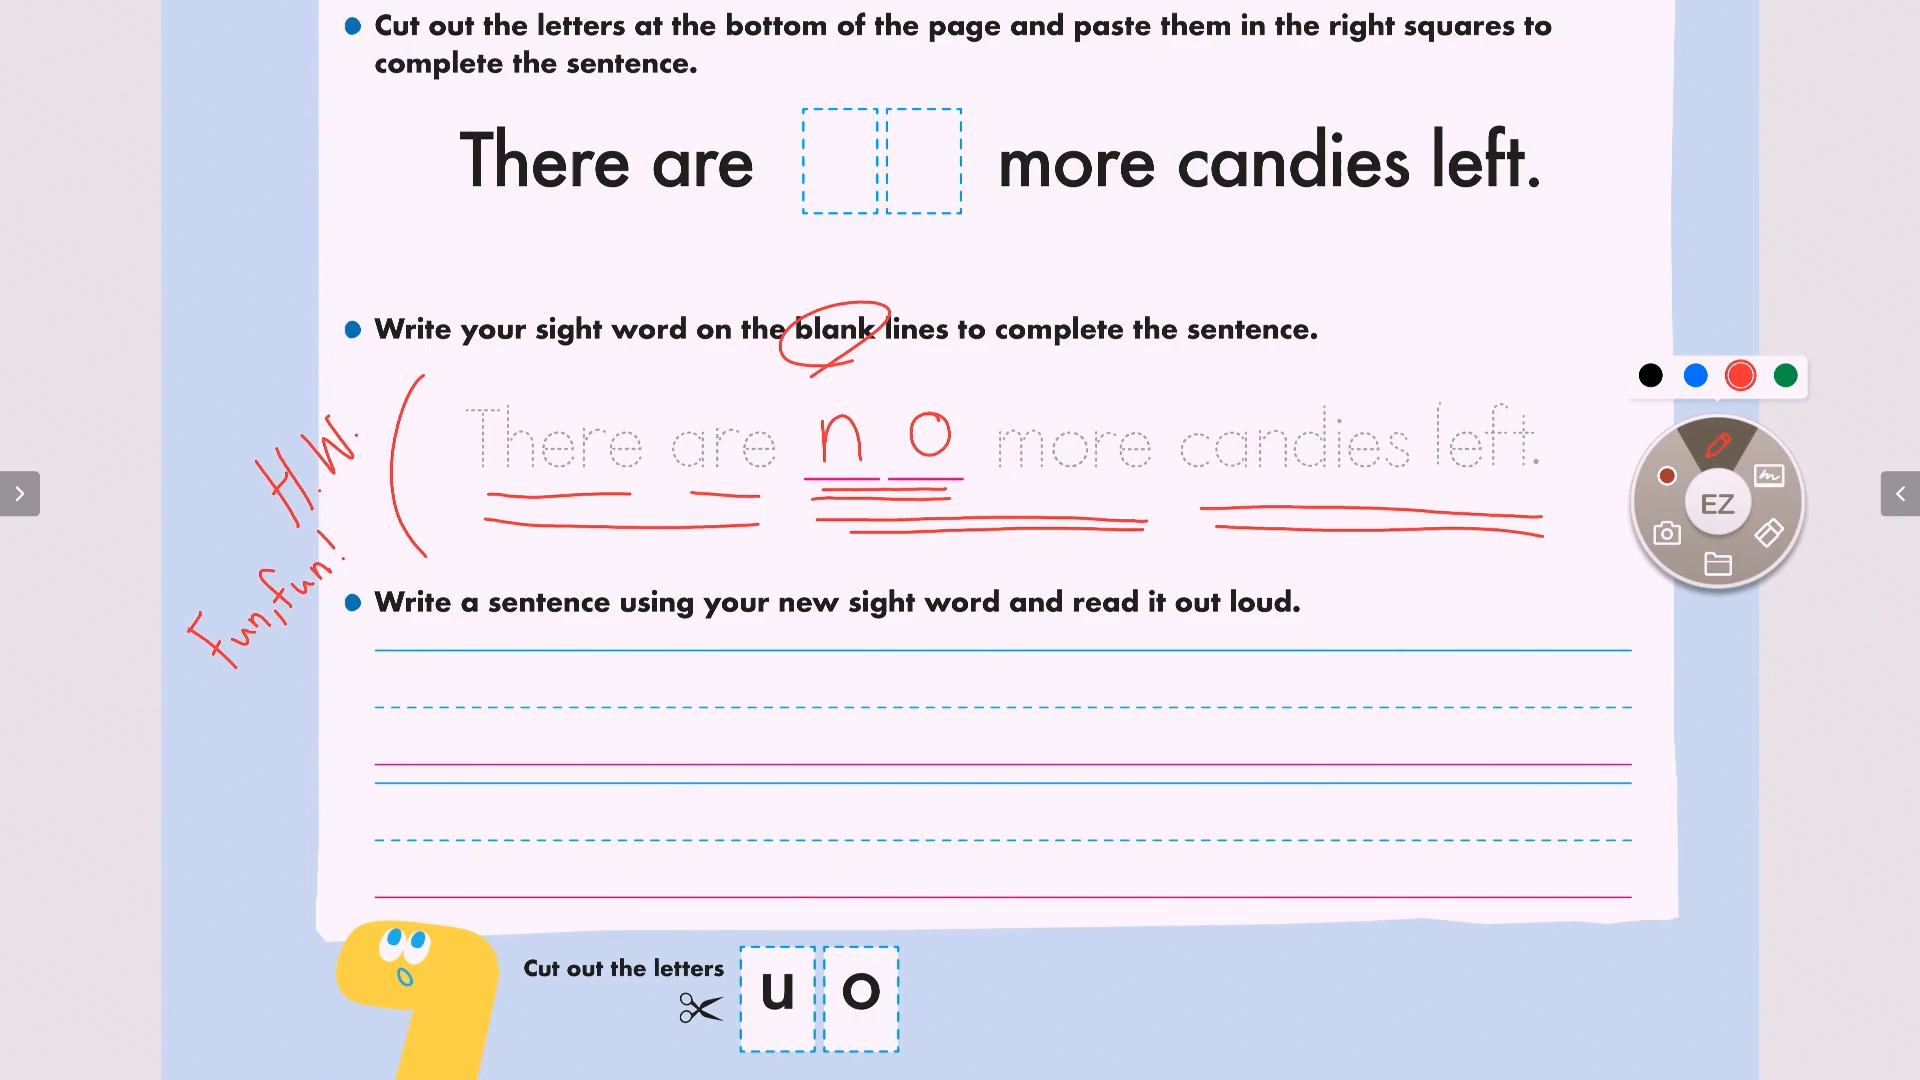 Cut out the letters at the bottom of the page and paste them in the right squares to
complete the sentence.
There are more candies left.
Write your sight word on the blank lines to complete the sentence.
There are no more candies left.
H.W.
Fun, fun!
Write a sentence using your new sight word and read it out loud.
Cut out the letters
u o
EZ